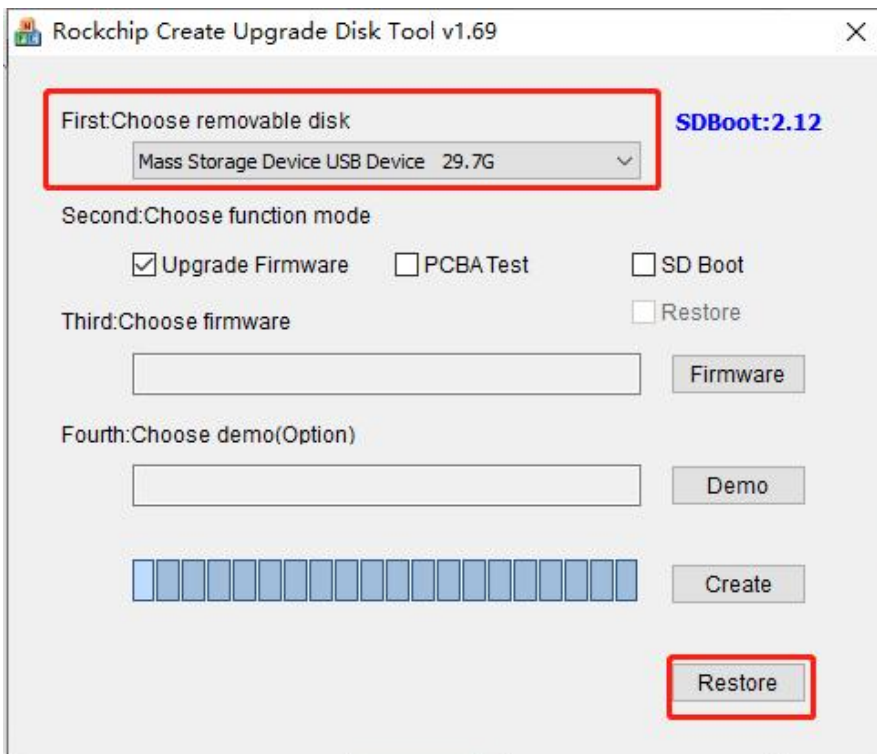 Rockchip Create Upgrade Disk Tool v1.69
First:Choose removable disk
SDBoot:2.12
Mass Storage Device USB Device 29.7G
Second:Choose function mode
Upgrade Firmware PCBA Test SD Boot
Restore
Third:Choose firmware
Firmware
Fourth:Choose demo(Option)
Demo
Create
Restore